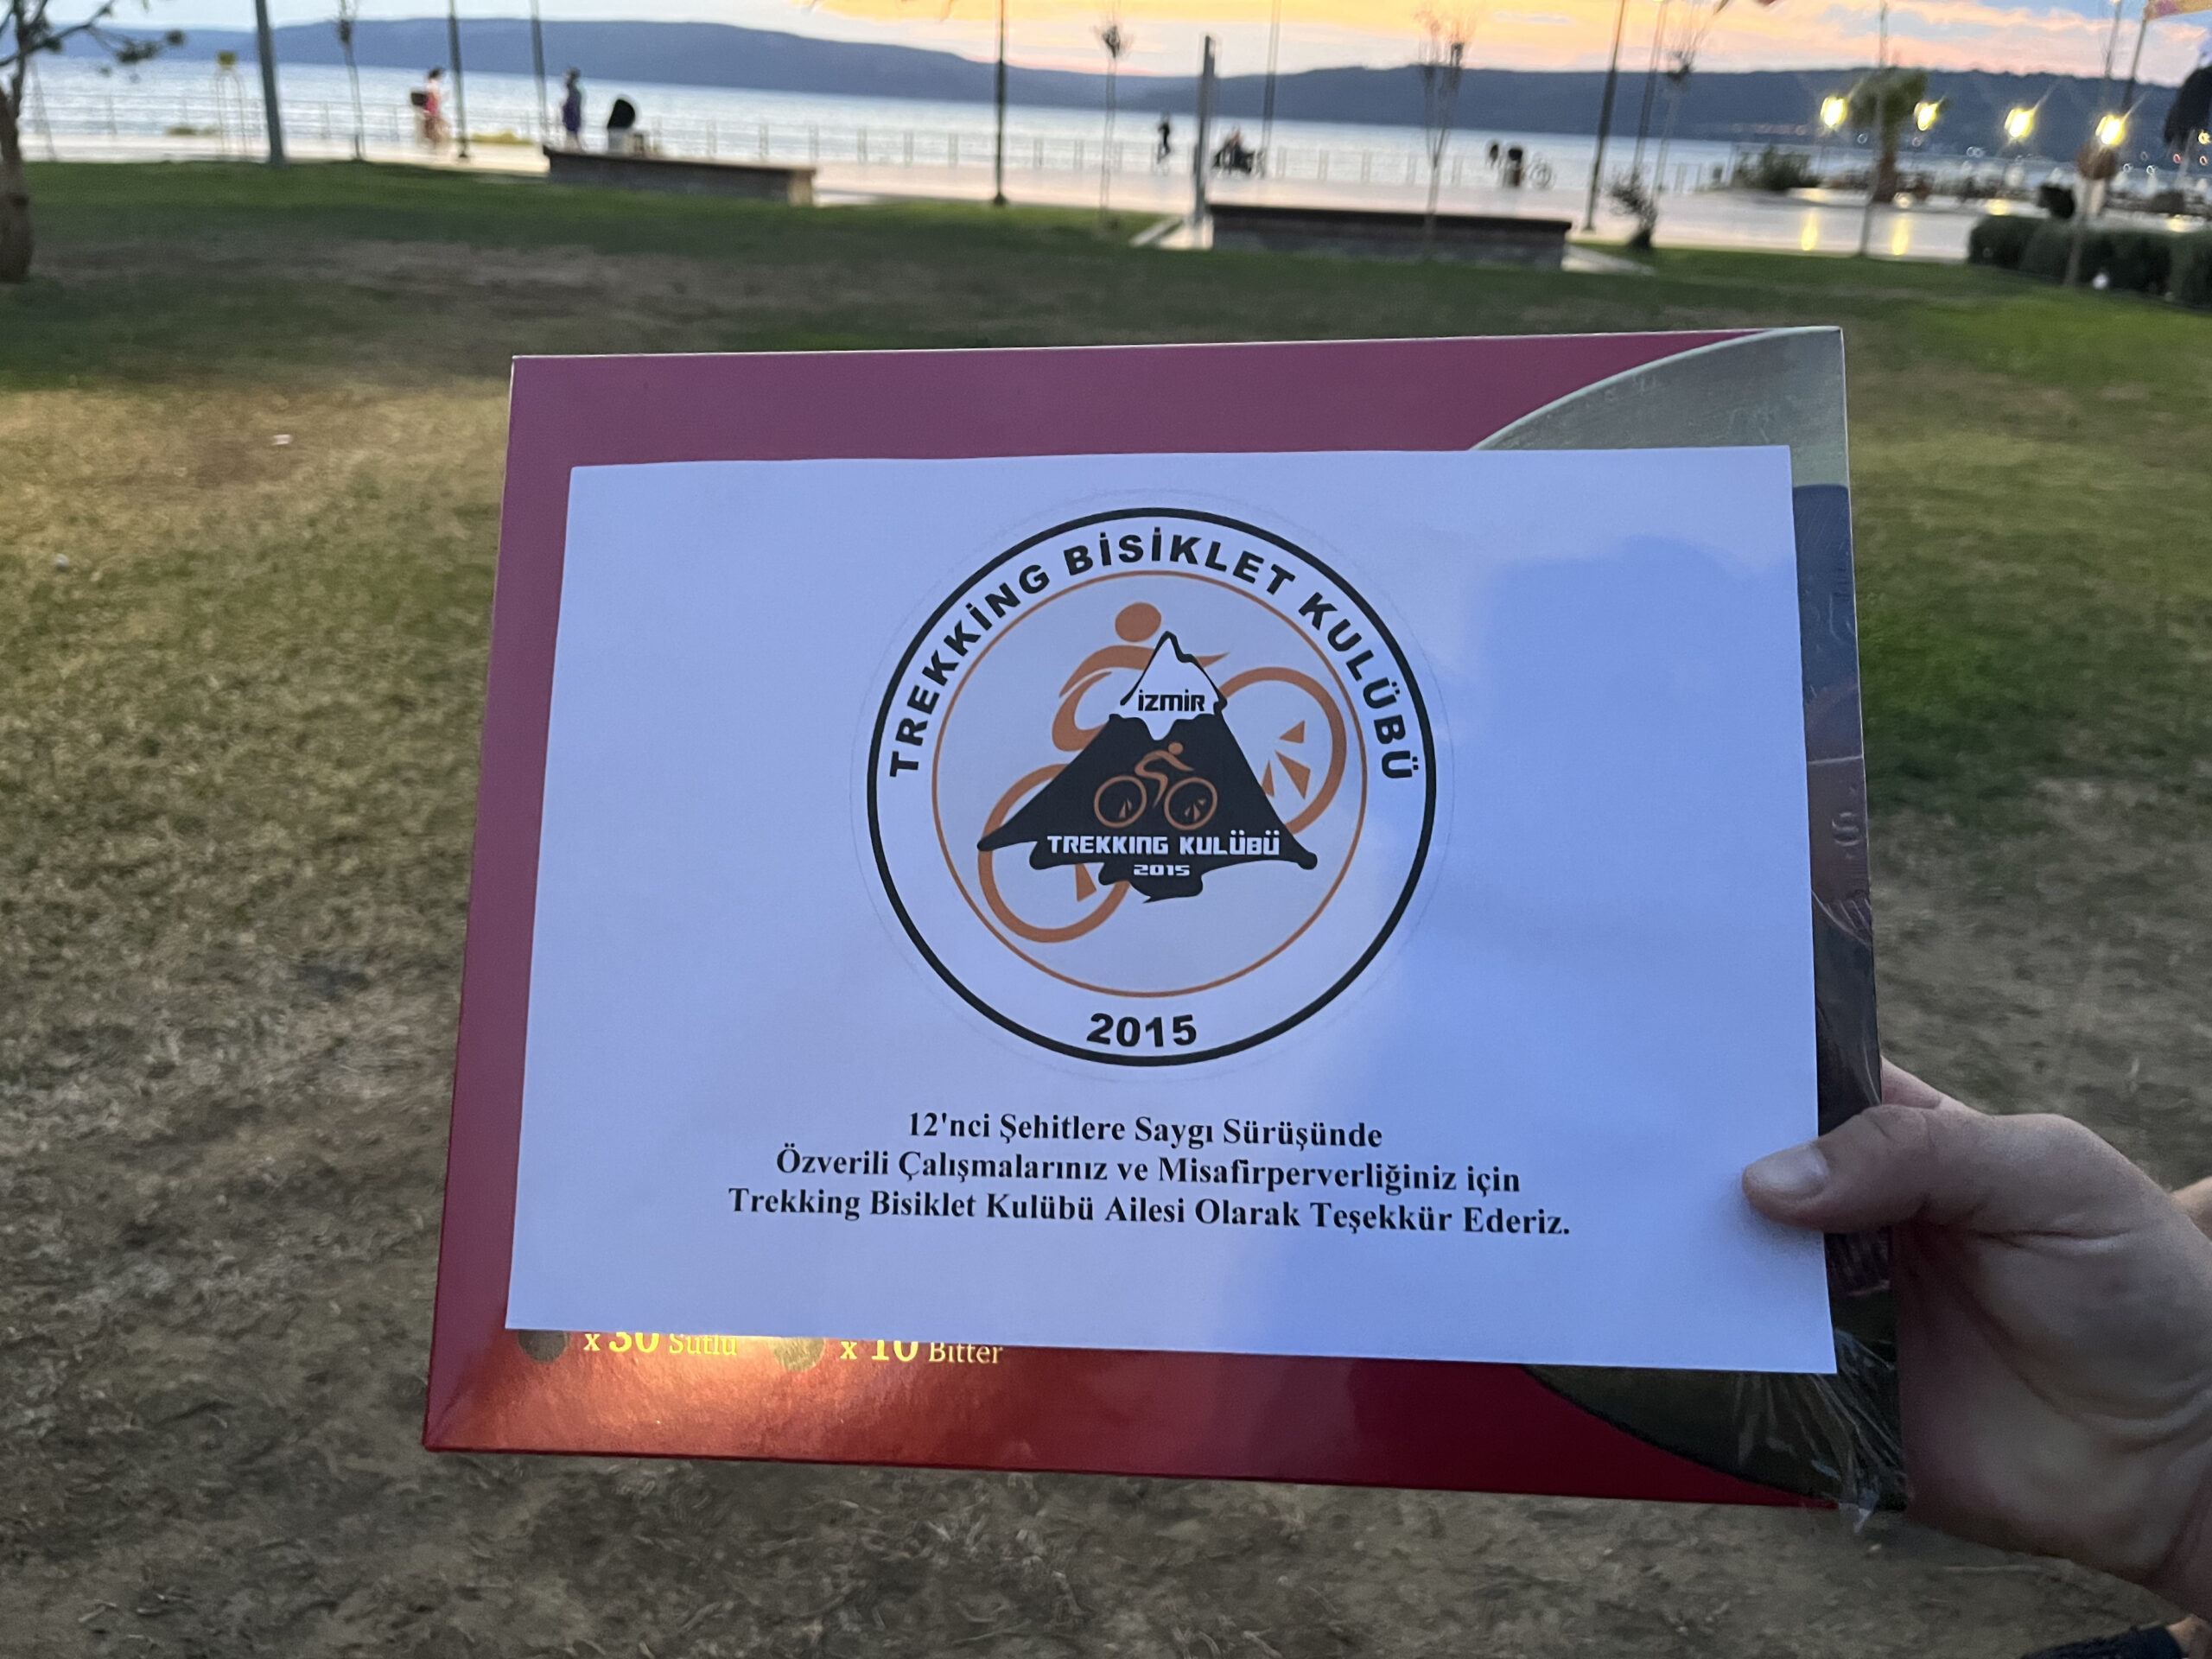 TREKKİNG BİSİKLET KULÜBÜ
İZMİR
TREKKING KULÜBÜ
2015
2015
12'nci Şehitlere Saygı Sürüşünde
Özverili Çalışmalarınız ve Misafirperverliğiniz için
Trekking Bisiklet Kulübü Ailesi Olarak Teşekkür Ederiz.
x 30 Sütlü x 10 Bitter